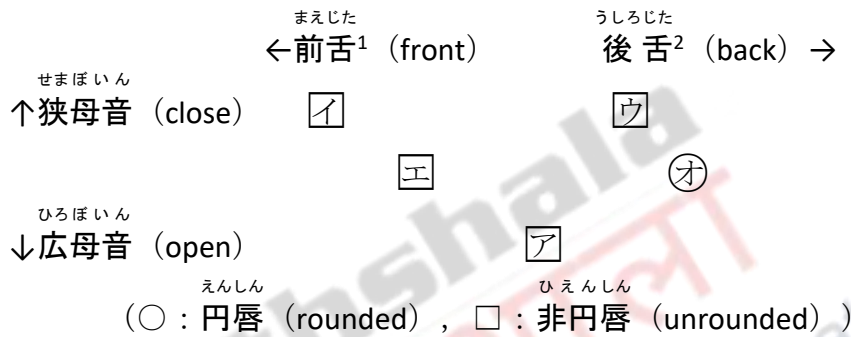 まえじた うしろじた
←前舌1（front） 後舌2（back）→
せまぼいん
↑狭母音（close） イ ウ
エ オ
ひろぼいん
↓広母音（open） ア
えんしん ひえんしん
（○：円唇（rounded），□：非円唇（unrounded））